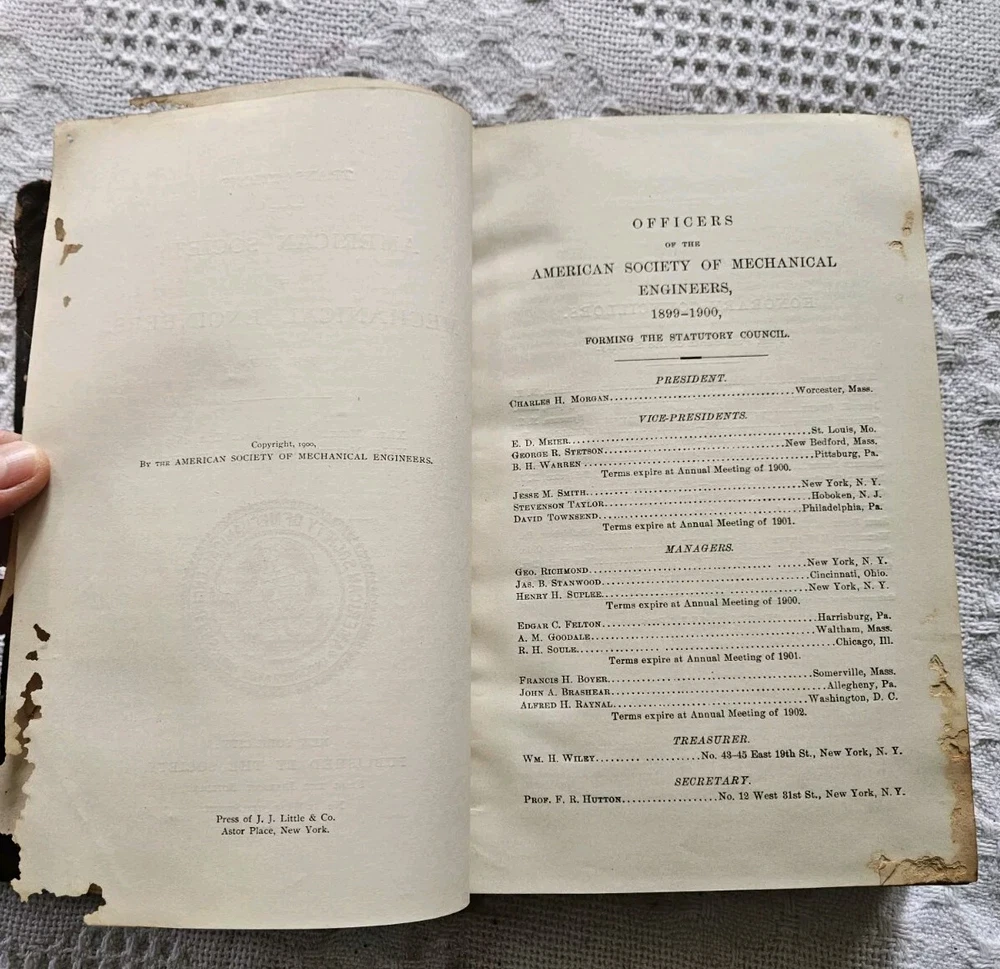 Copyright, 1900,
By the AMERICAN SOCIETY OF MECHANICAL ENGINEERS.
Press of J. J. Little & Co.
Astor Place, New York.
OFFICERS
OF THE
AMERICAN SOCIETY OF MECHANICAL
ENGINEERS,
1899–1900,
FORMING THE STATUTORY COUNCIL.
PRESIDENT.
Charles H. Morgan..............................Worcester, Mass.
VICE-PRESIDENTS.
E. D. Meier........................................St. Louis, Mo.
George R. Stetson..............................New Bedford, Mass.
B. H. Warren ....................................Pittsburg, Pa.
Terms expire at Annual Meeting of 1900.
Jesse M. Smith....................................New York, N. Y.
Stevenson Taylor..................................Hoboken, N. J.
David Townsend....................................Philadelphia, Pa.
Terms expire at Annual Meeting of 1901.
MANAGERS.
Geo. Richmond.............................. ......New York, N. Y.
Jas. B. Stanwood..................................Cincinnati, Ohio.
Henry H. Suplee...................................New York, N. Y.
Terms expire at Annual Meeting of 1900.
Edgar C. Felton...................................Harrisburg, Pa.
A. M. Goodale.....................................Waltham, Mass.
R. H. Soule............. .........................Chicago, Ill.
Terms expire at Annual Meeting of 1901.
Francis H. Boyer..................................Somerville, Mass.
John A. Brashear..................................Allegheny, Pa.
Alfred H. Raynal..................................Washington, D. C.
Terms expire at Annual Meeting of 1902.
TREASURER.
Wm. H. Wiley......... ...........No. 43–45 East 19th St., New York, N. Y.
SECRETARY.
Prof. F. R. Hutton...................No. 12 West 31st St., New York, N. Y.